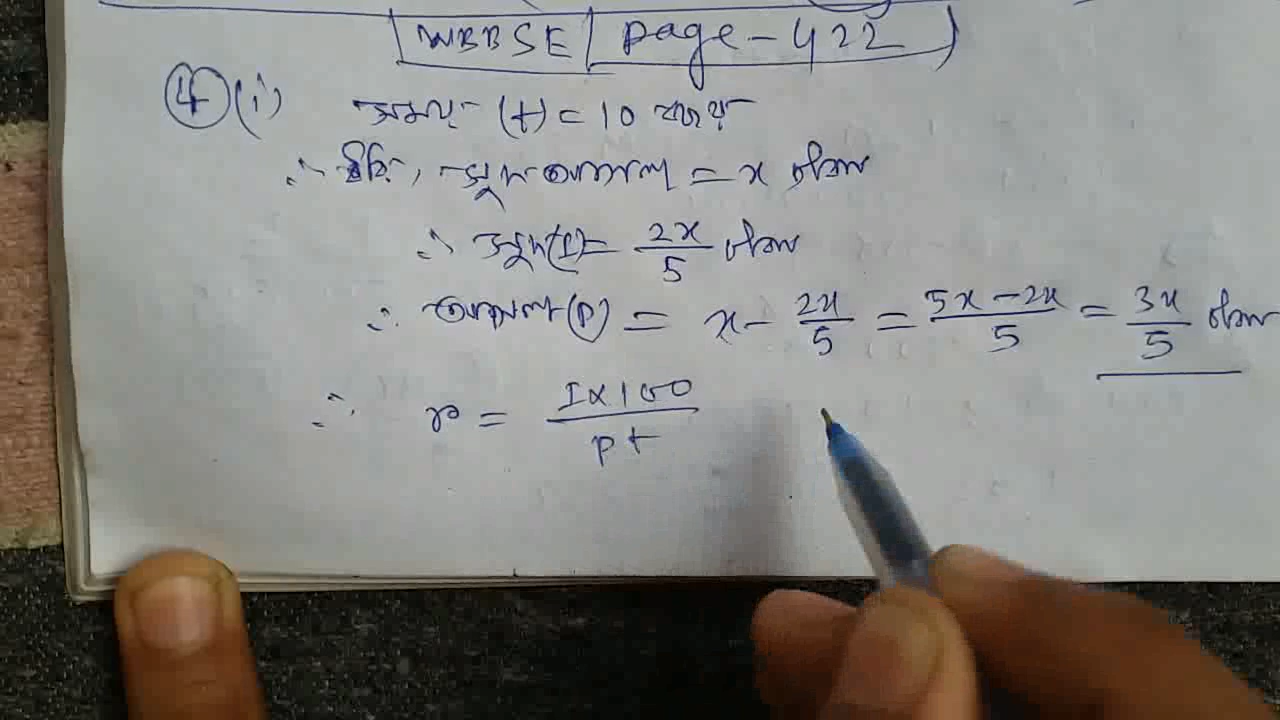 WBBSE page - 422
4 (i) সময় (t) = 10 বছর
∴ ধরি, সুদ আসল = x টাকা
∴ সুদ(I) = 2x/5 টাকা
∴ আসল (P) = x - 2x/5 = 5x - 2x/5 = 3x/5 টাকা
∴ r = I × 100/pt